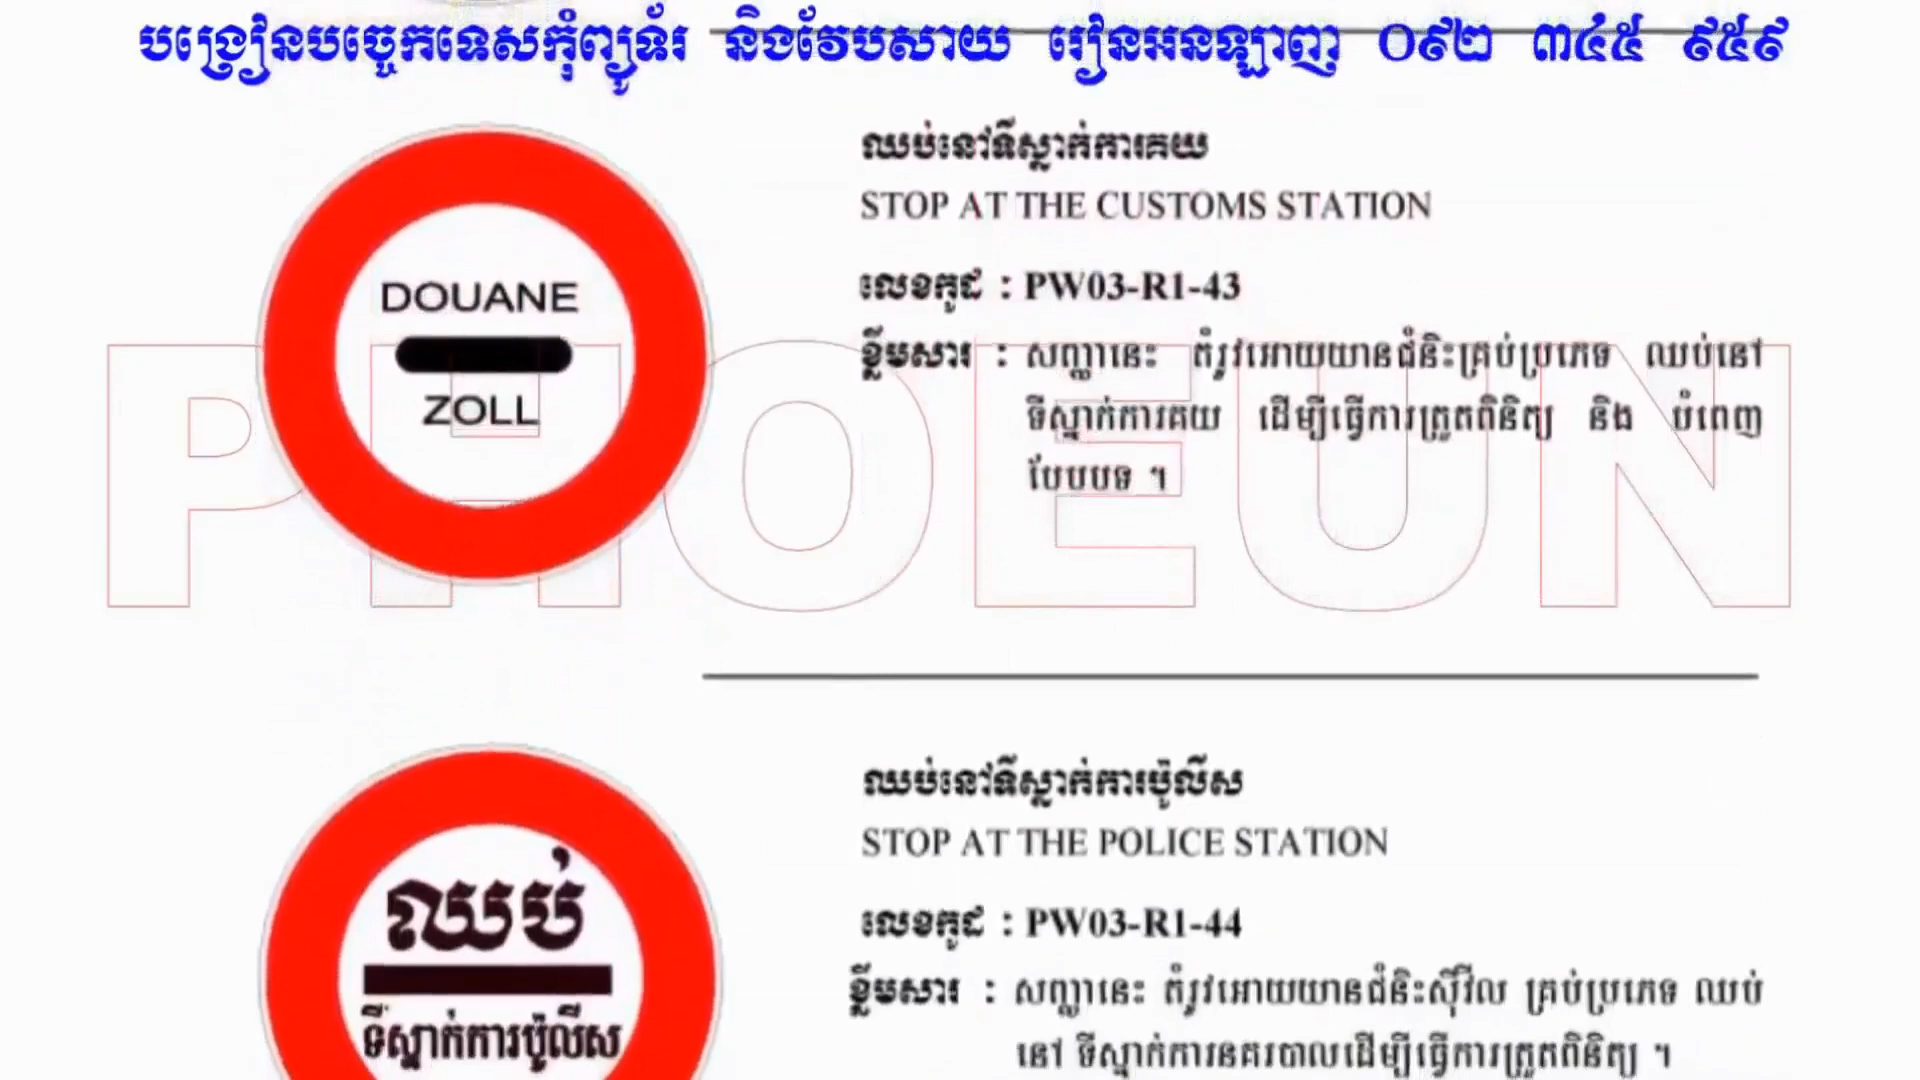 បង្រៀនបច្ចេកទេសកុំព្យូទ័រ និងវែបសាយ រៀនអនឡាញ ០៩២ ៣៤៥ ៩៥៩
ឈប់នៅទីស្នាក់ការគយ
STOP AT THE CUSTOMS STATION
DOUANE
ZOLL
លេខកូដ : PW03-R1-43
ខ្លឹមសារ : សញ្ញានេះ តំរូវអោយយានជំនិះគ្រប់ប្រភេទ ឈប់នៅ
ទីស្នាក់ការគយ ដើម្បីធ្វើការត្រួតពិនិត្យ និង បំពេញ
បែបបទ ។
PHOEUN
ឈប់នៅទីស្នាក់ការប៉ូលីស
STOP AT THE POLICE STATION
ឈប់
ទីស្នាក់ការប៉ូលីស
លេខកូដ : PW03-R1-44
ខ្លឹមសារ : សញ្ញានេះ តំរូវអោយយានជំនិះស៊ីវីល គ្រប់ប្រភេទ ឈប់
នៅ ទីស្នាក់ការនគរបាលដើម្បីធ្វើការត្រួតពិនិត្យ ។